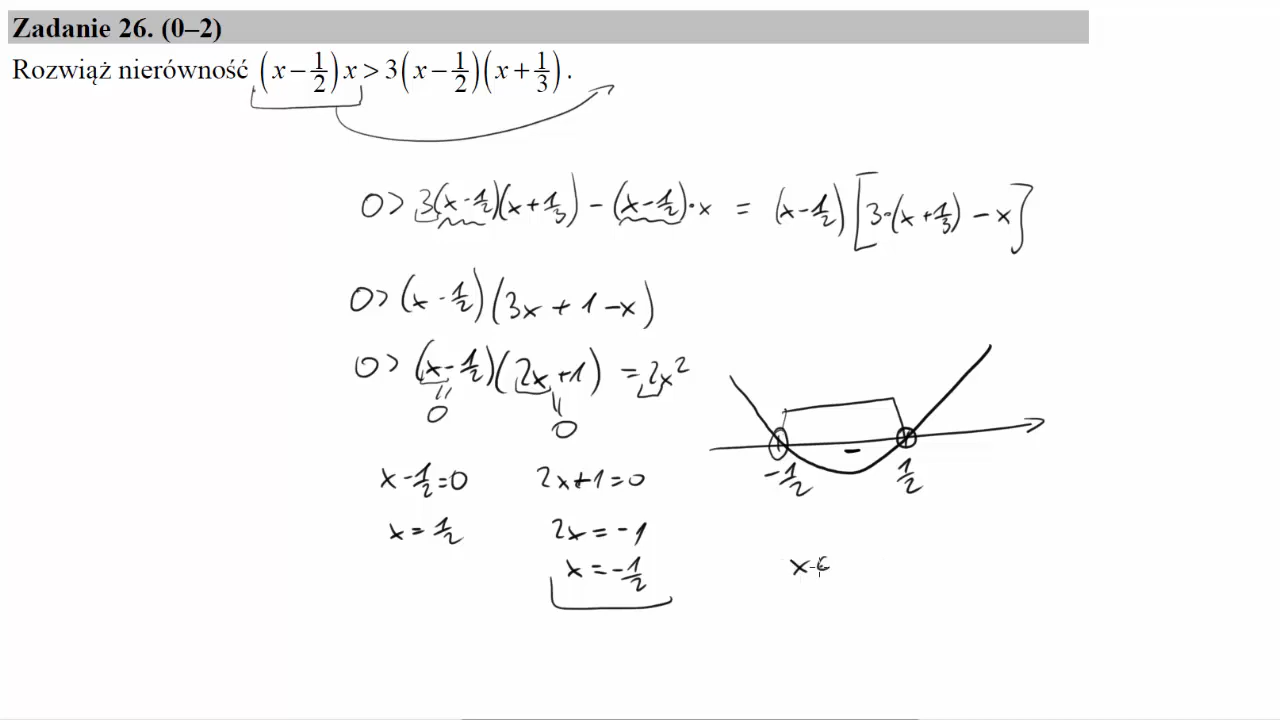 Zadanie 26. (0–2)
Rozwiąż nierówność (x − 1/2)x > 3(x − 1/2)(x + 1/3).
0 > 3(x − 1/2)(x + 1/3) − (x − 1/2)·x = (x − 1/2)[3·(x + 1/3) − x]
0 > (x − 1/2)(3x + 1 − x)
0 > (x − 1/2)(2x + 1) = 2x²
0 0
x − 1/2 = 0 2x + 1 = 0
x = 1/2 2x = −1
x = −1/2
−1/2 1/2
−
x